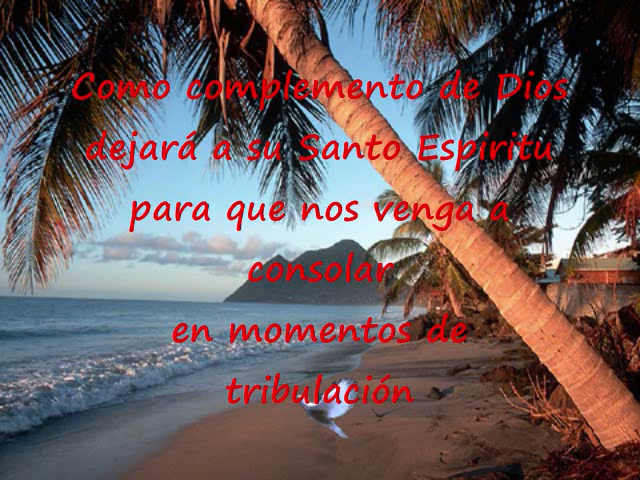 Como complemento de Dios
dejará a su Santo Espiritu
para que nos venga a
consolar
en momentos de
tribulación